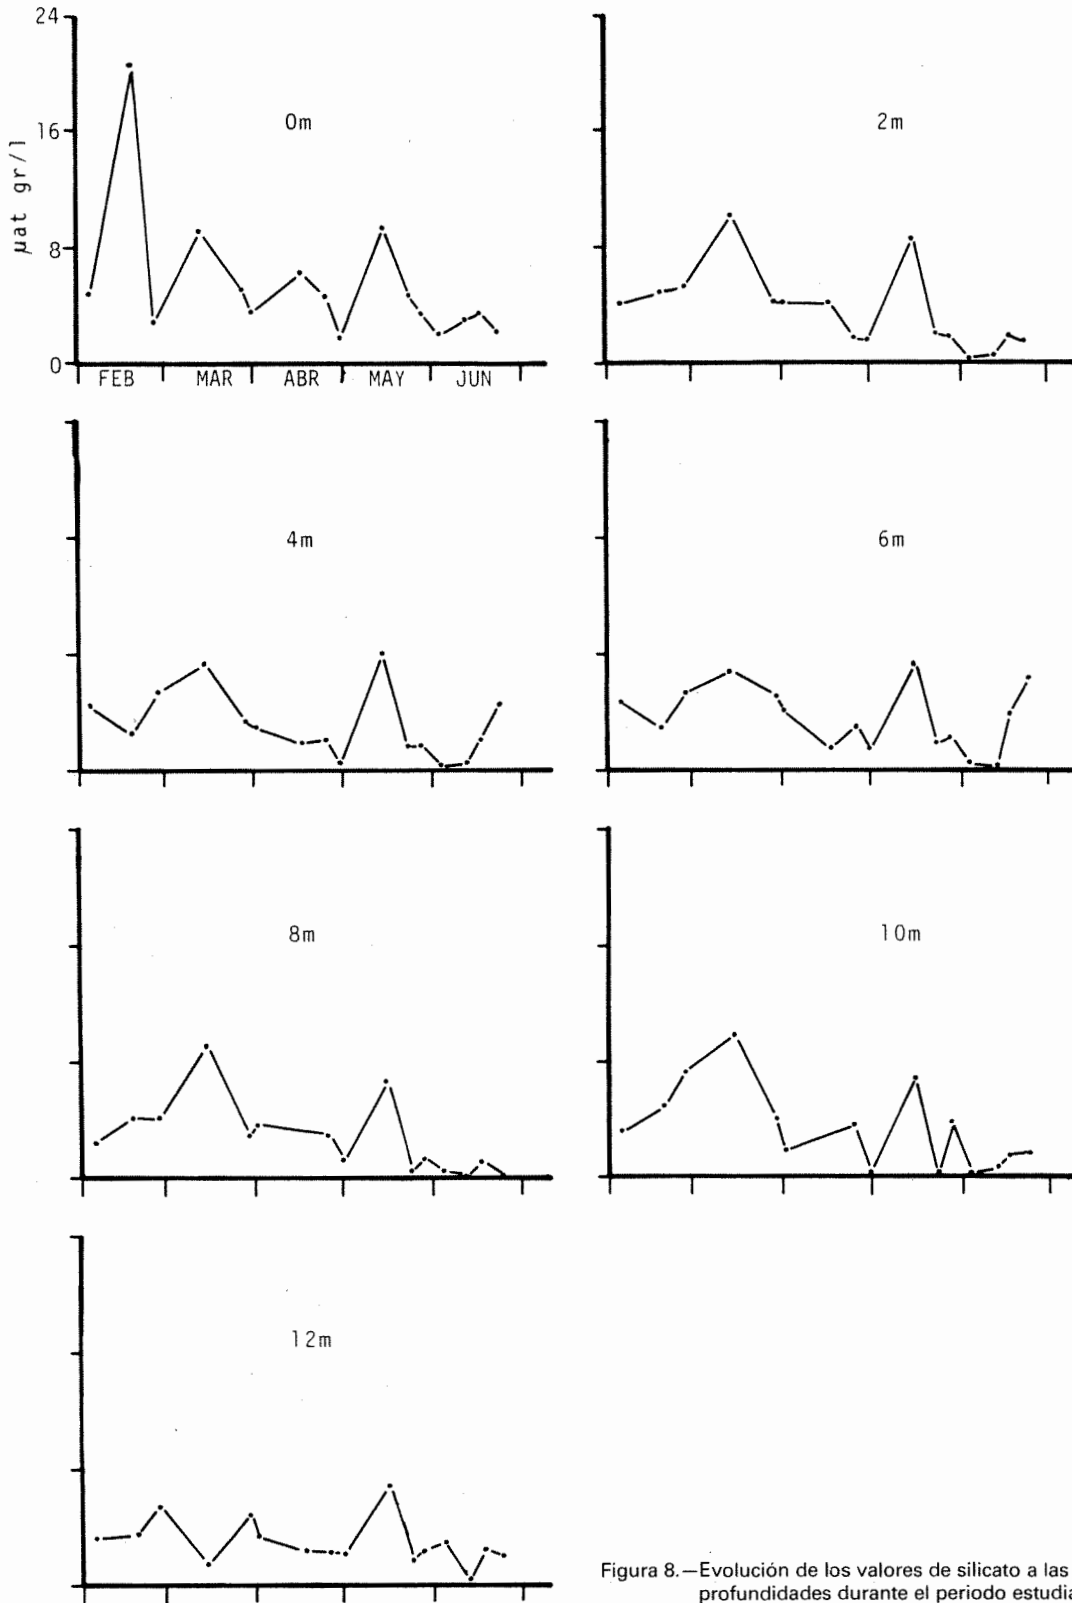 24
16
8
0
µat gr/l
0m
FEB MAR ABR MAY JUN
2m
4m
6m
8m
10m
12m
Figura 8.—Evolución de los valores de silicato a las
profundidades durante el periodo